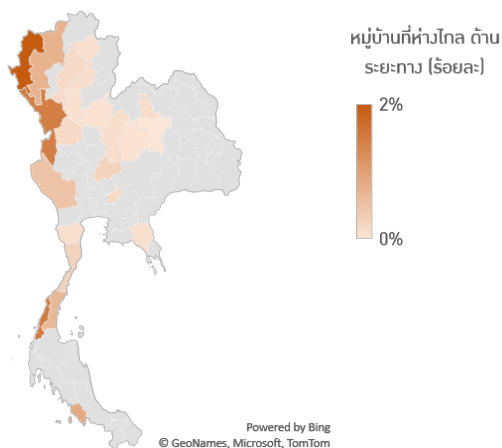 หมู่บ้านที่ห่างไกล ด้าน
ระยะทาง (ร้อยละ)
2%
0%
Powered by Bing
© GeoNames, Microsoft, TomTom